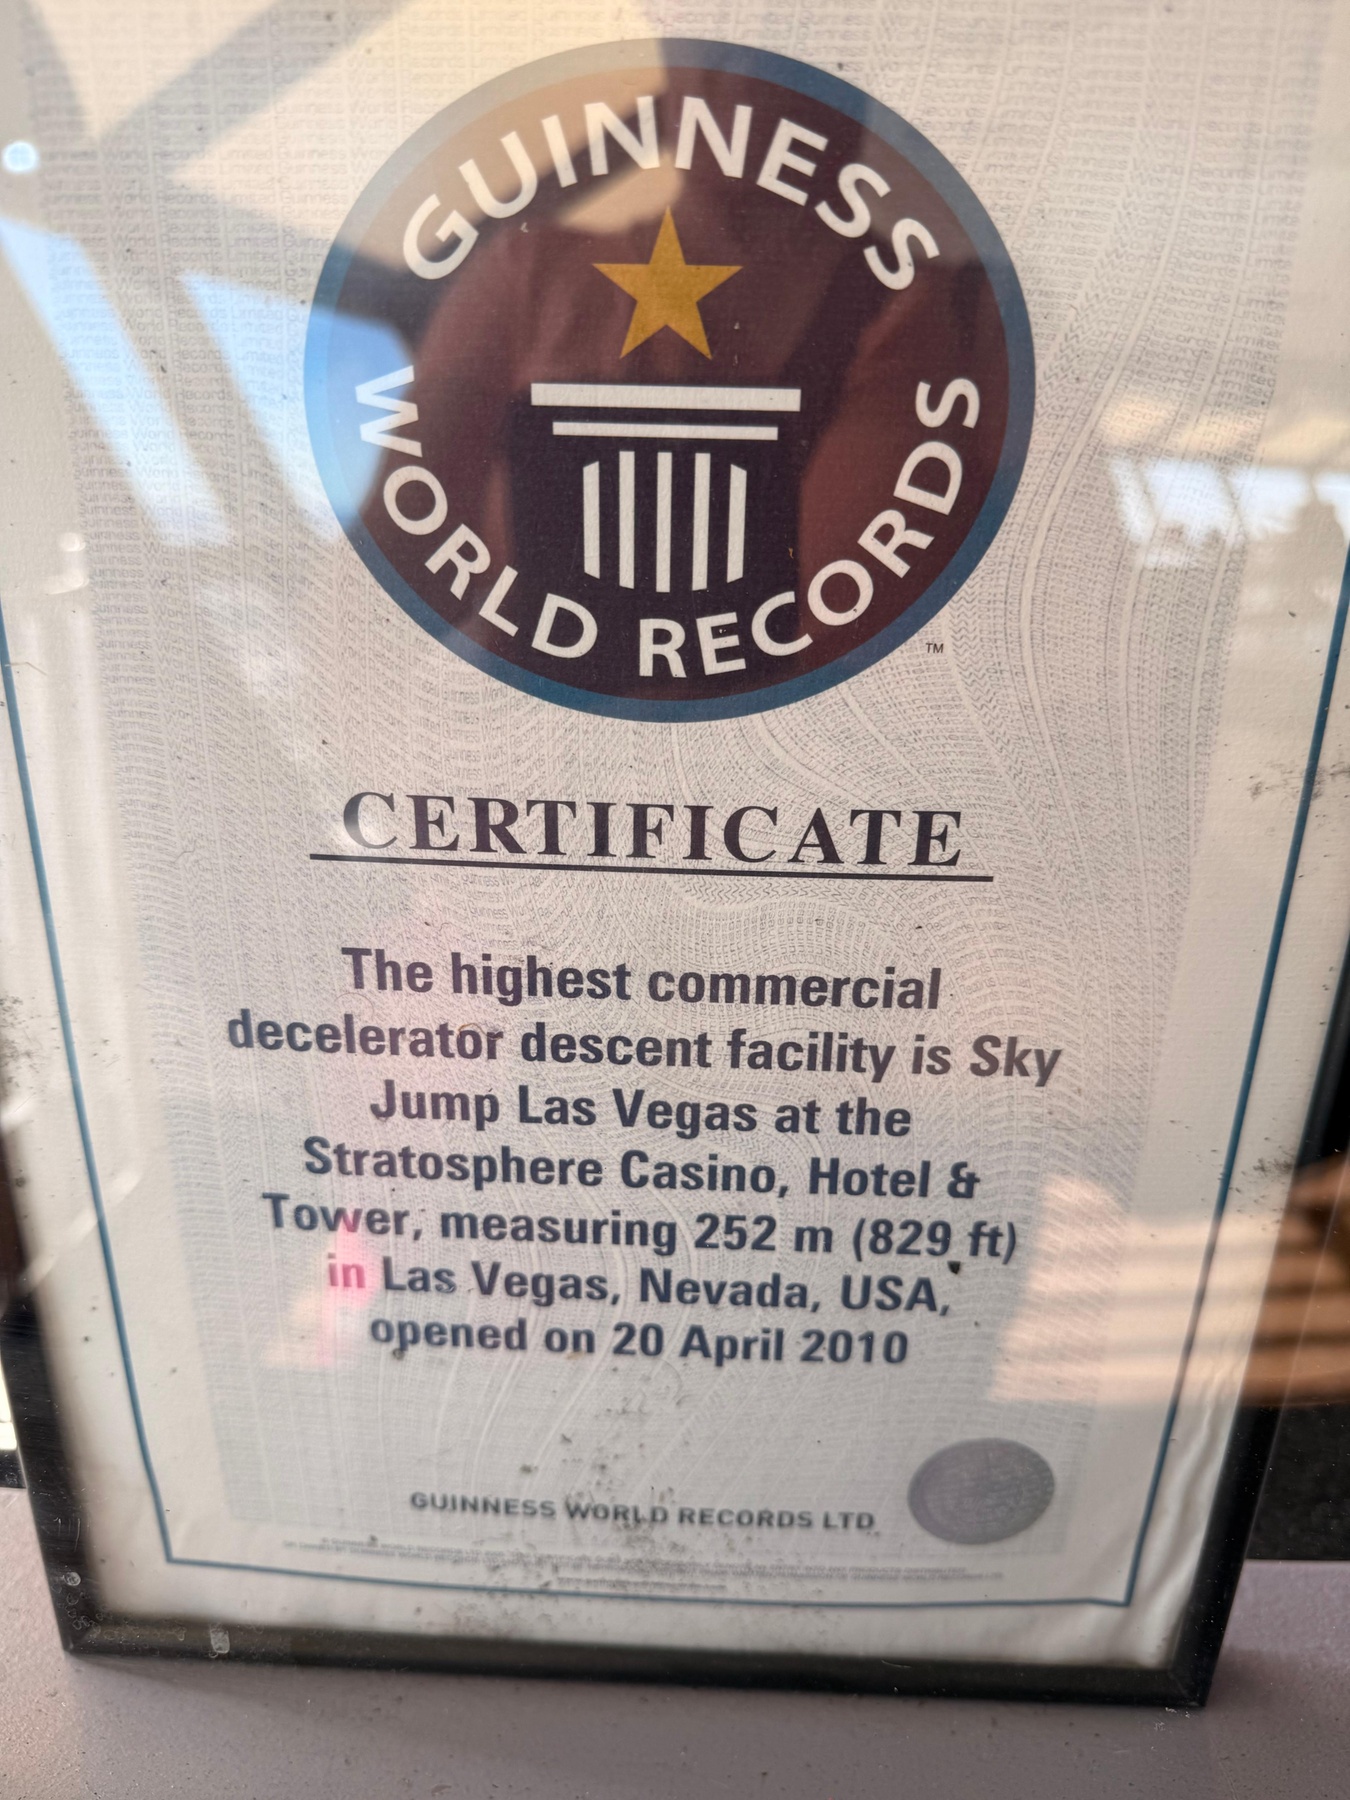 GUINNESS
WORLD RECORDS
TM
CERTIFICATE
The highest commercial
decelerator descent facility is Sky
Jump Las Vegas at the
Stratosphere Casino, Hotel &
Tower, measuring 252 m (829 ft)
in Las Vegas, Nevada, USA,
opened on 20 April 2010
GUINNESS WORLD RECORDS LTD